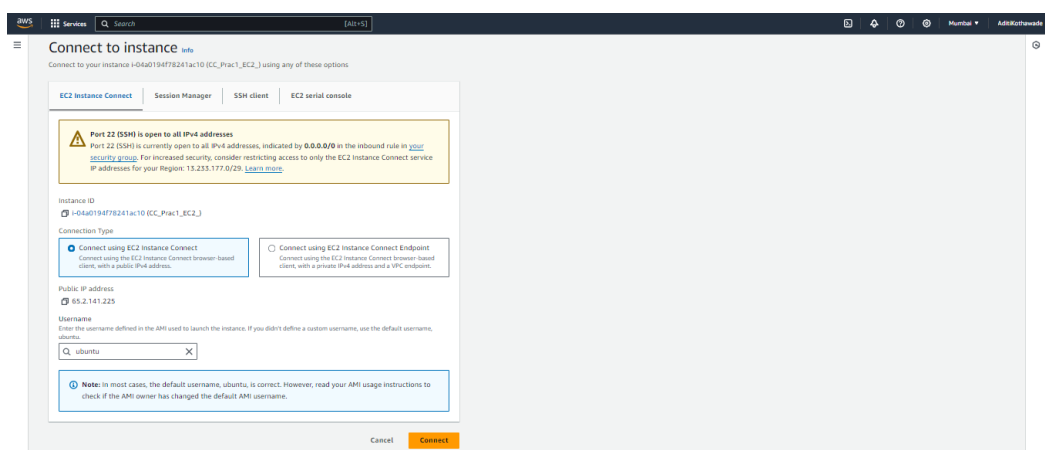 aws Services Search [Alt+S] Mumbai AditiKothawade
Connect to instance Info
Connect to your instance i-04a0194f78241ac10 (CC_Prac1_EC2_) using any of these options
EC2 Instance Connect Session Manager SSH client EC2 serial console
Port 22 (SSH) is open to all IPv4 addresses
Port 22 (SSH) is currently open to all IPv4 addresses, indicated by 0.0.0.0/0 in the inbound rule in your
security group. For increased security, consider restricting access to only the EC2 Instance Connect service
IP addresses for your Region: 13.233.177.0/29. Learn more.
Instance ID
i-04a0194f78241ac10 (CC_Prac1_EC2_)
Connection Type
Connect using EC2 Instance Connect
Connect using the EC2 Instance Connect browser-based
client, with a public IPv4 address.
Connect using EC2 Instance Connect Endpoint
Connect using the EC2 Instance Connect browser-based
client, with a private IPv4 address and a VPC endpoint.
Public IP address
65.2.141.225
Username
Enter the username defined in the AMI used to launch the instance. If you didn't define a custom username, use the default username,
ubuntu.
ubuntu
Note: In most cases, the default username, ubuntu, is correct. However, read your AMI usage instructions to
check if the AMI owner has changed the default AMI username.
Cancel Connect